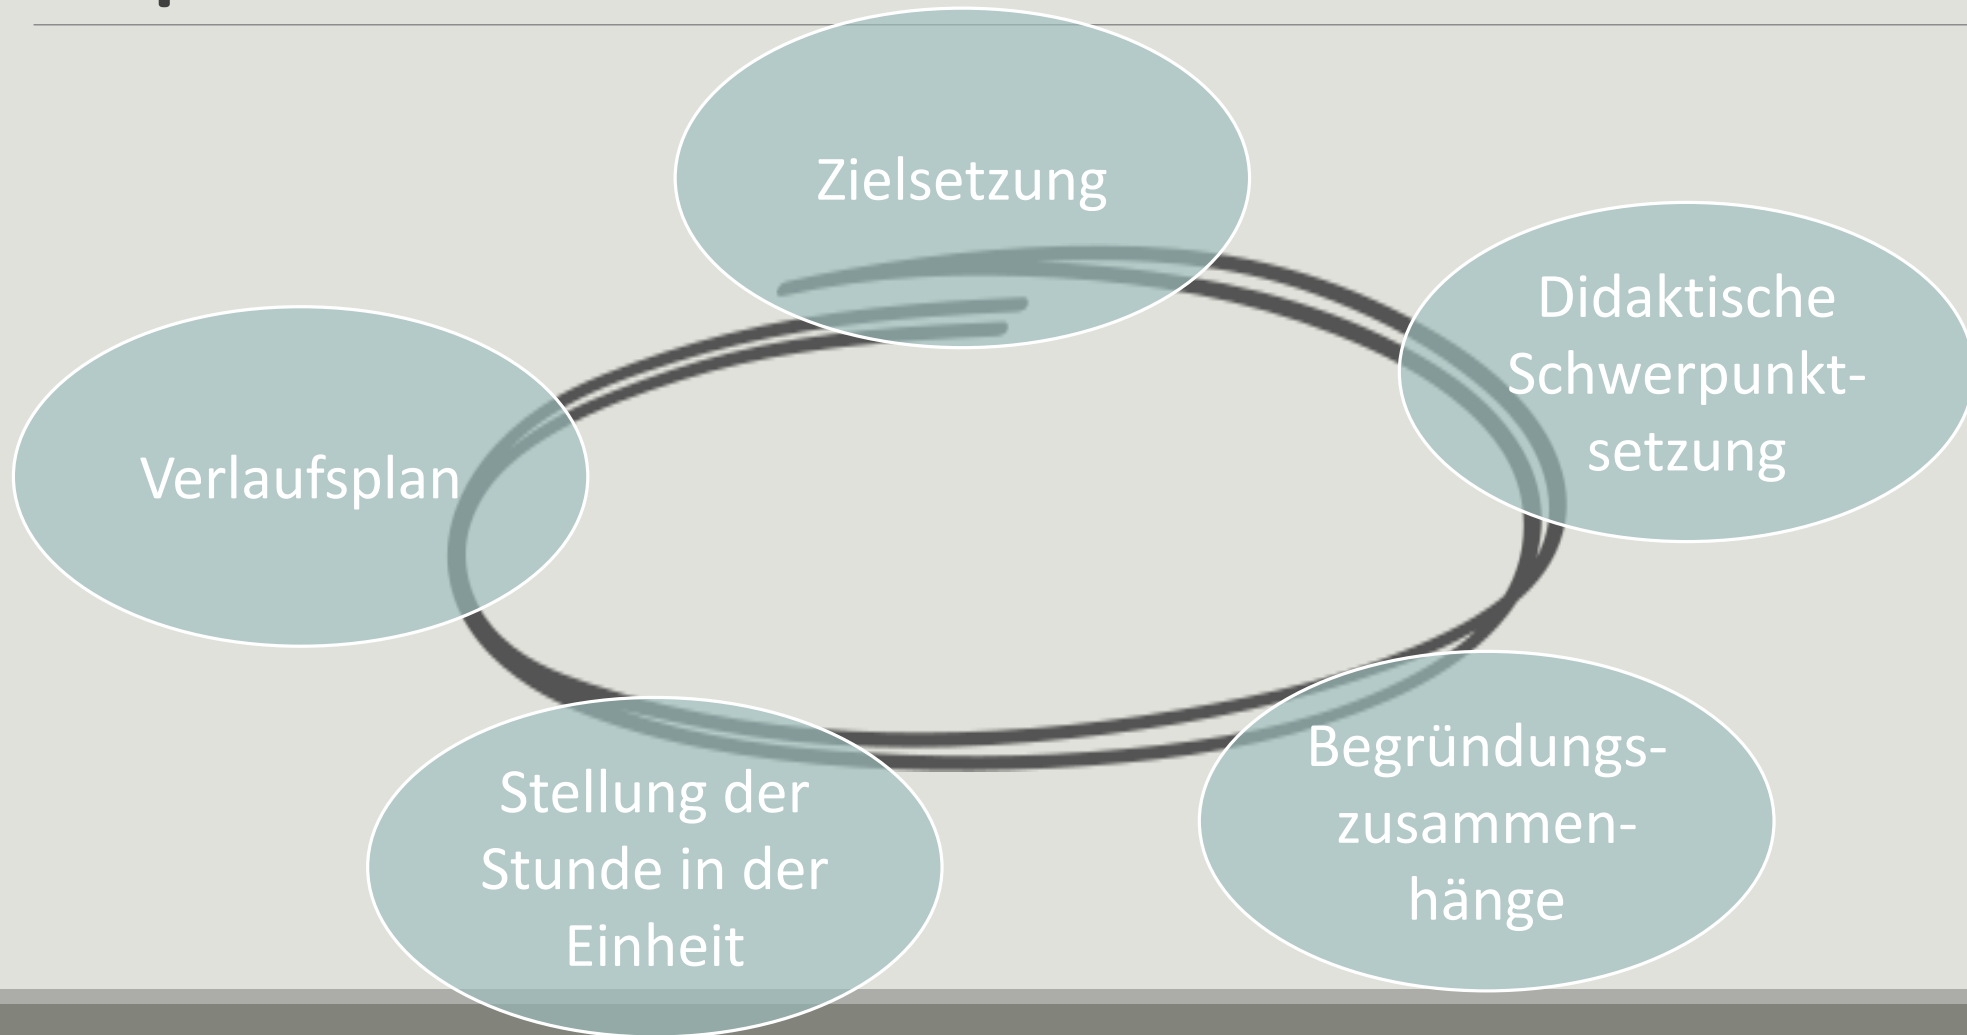 Zielsetzung
Didaktische
Schwerpunkt-
setzung
Begründungs-
zusammen-
hänge
Stellung der
Stunde in der
Einheit
Verlaufsplan